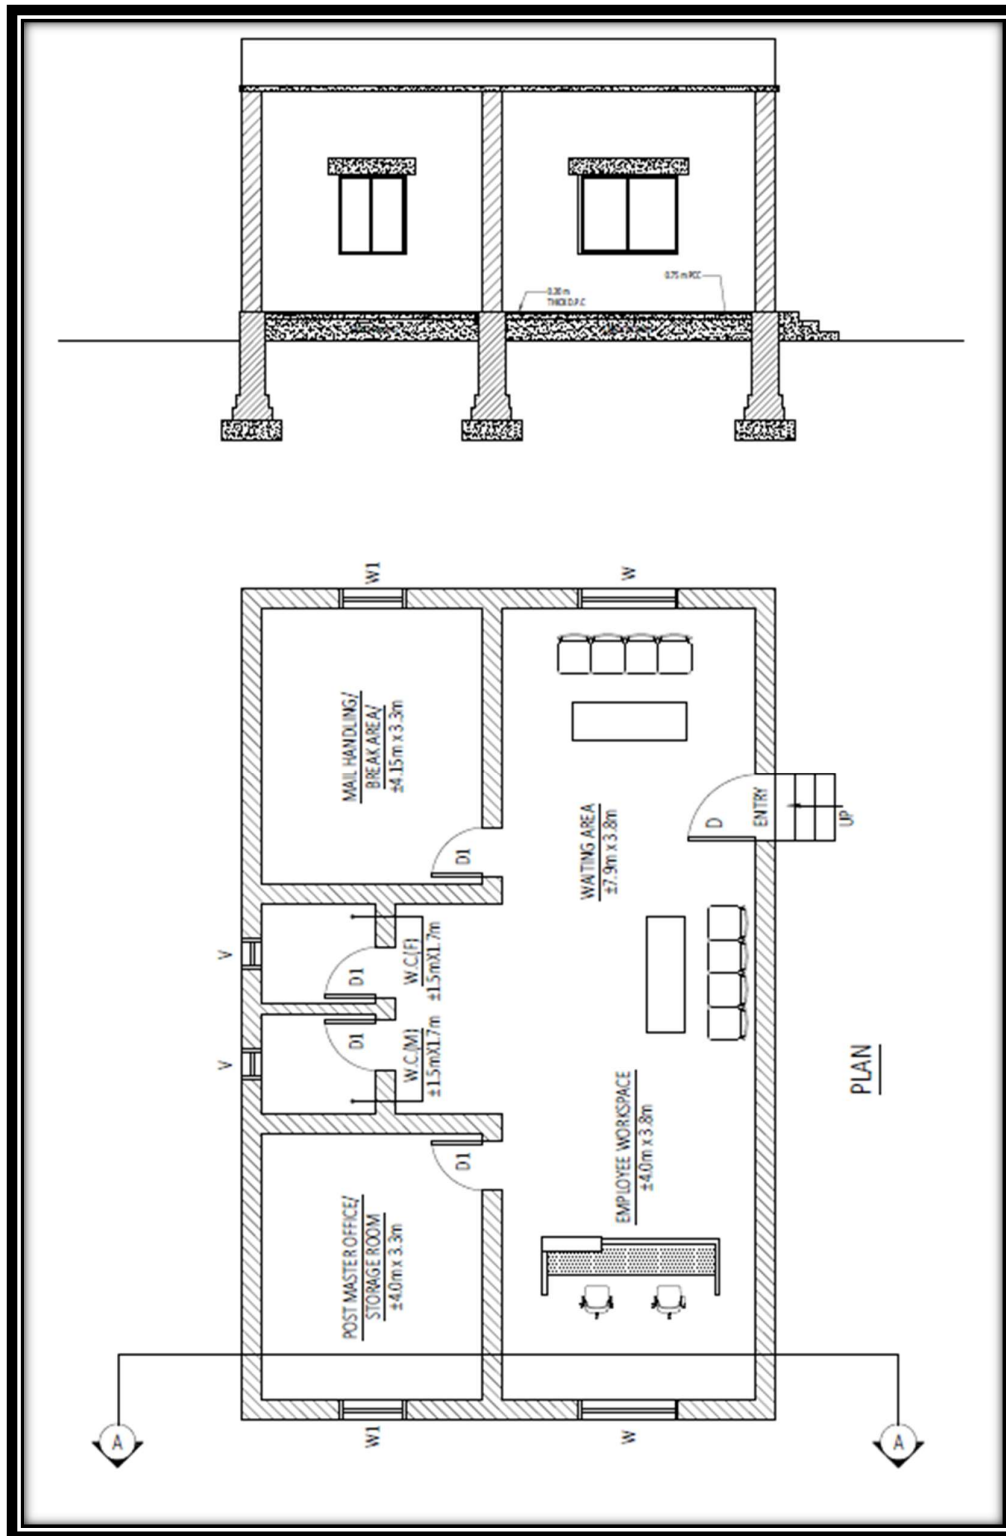 0.20 m
THICK D.P.C
0.75 m PCC
W1
W
MAIL HANDLING/
BREAK AREA/
±4.15m x 3.3m
D1
WAITING AREA
±7.9m x 3.8m
D
ENTRY
UP
V
V
D1
W.C.(F)
±1.5mX1.7m
D1
W.C.(M)
±1.5mX1.7m
D1
POST MASTER OFFICE/
STORAGE ROOM
±4.0m x 3.3m
EMPLOYEE WORKSPACE
±4.0m x 3.8m
PLAN
W1
W
A
A